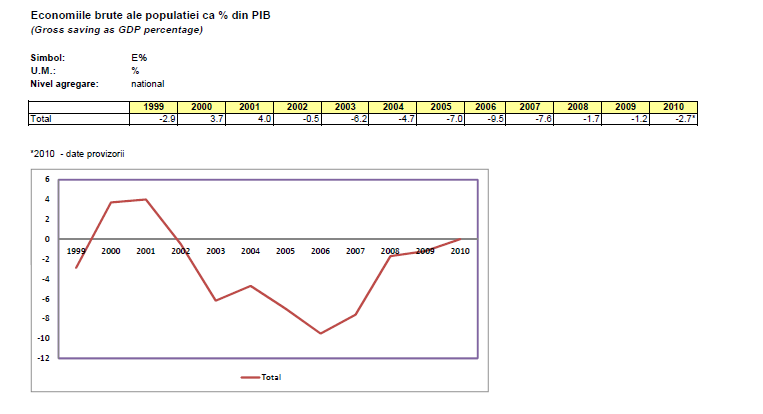 Economiile brute ale populatiei ca % din PIB
(Gross saving as GDP percentage)
Simbol: E%
U.M.: %
Nivel agregare: national
1999 2000 2001 2002 2003 2004 2005 2006 2007 2008 2009 2010
Total -2.9 3.7 4.0 -0.5 -6.2 -4.7 -7.0 -9.5 -7.6 -1.7 -1.2 -2.7*
*2010 - date provizorii
6
4
2
0
1999 2000 2001 2002 2003 2004 2005 2006 2007 2008 2009 2010
-2
-4
-6
-8
-10
-12
Total